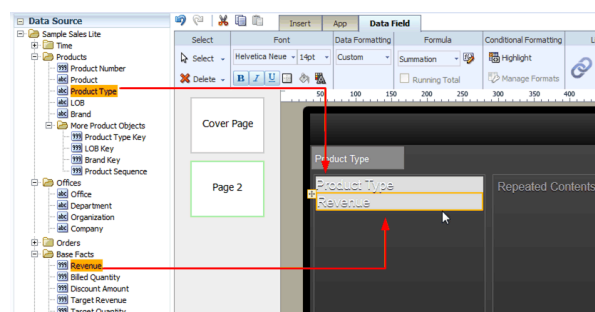 Data Source
Sample Sales Lite
Time
Products
Product Number
Product
Product Type
LOB
Brand
More Product Objects
Product Type Key
LOB Key
Brand Key
Product Sequence
Offices
Office
Department
Organization
Company
Orders
Base Facts
Revenue
Billed Quantity
Discount Amount
Target Revenue
Target Quantity
Insert App Data Field
Select Font Data Formatting Formula Conditional Formatting
Select Helvetica Neue 14pt Custom Summation Highlight
Delete B I U Running Total Manage Formats
50 100 150 200 250 300 350 400
Cover Page
Page 2
Product Type
Product Type
Revenue
Repeated Contents